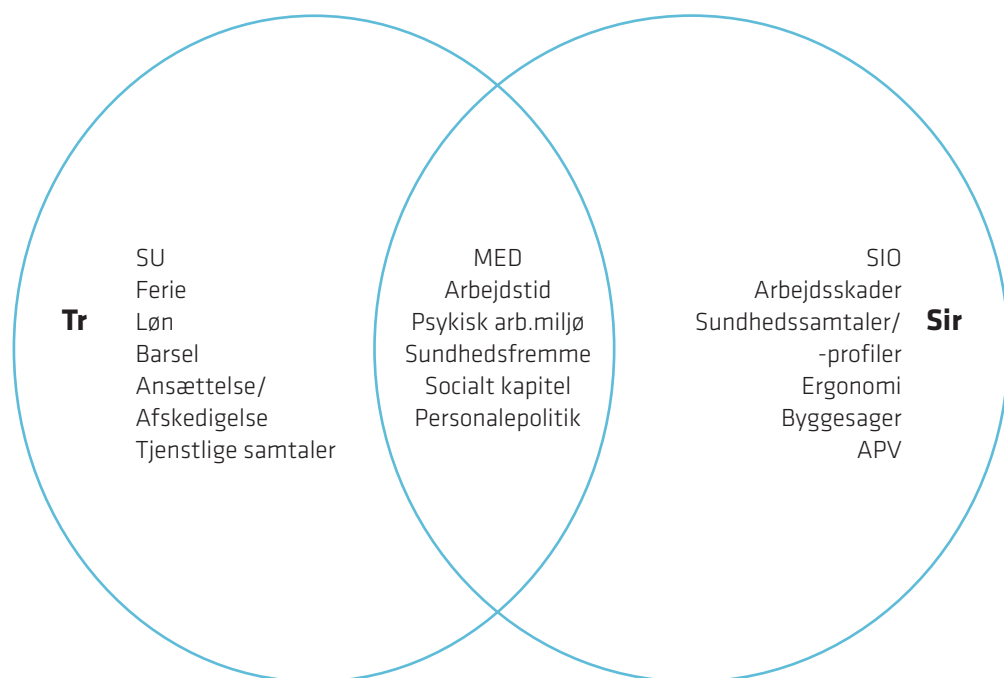 Tr
SU
Ferie
Løn
Barsel
Ansættelse/
Afskedigelse
Tjenstlige samtaler
MED
Arbejdstid
Psykisk arb.miljø
Sundhedsfremme
Socialt kapitel
Personalepolitik
SIO
Arbejdsskader
Sundhedssamtaler/
-profiler
Ergonomi
Byggesager
APV
Sir